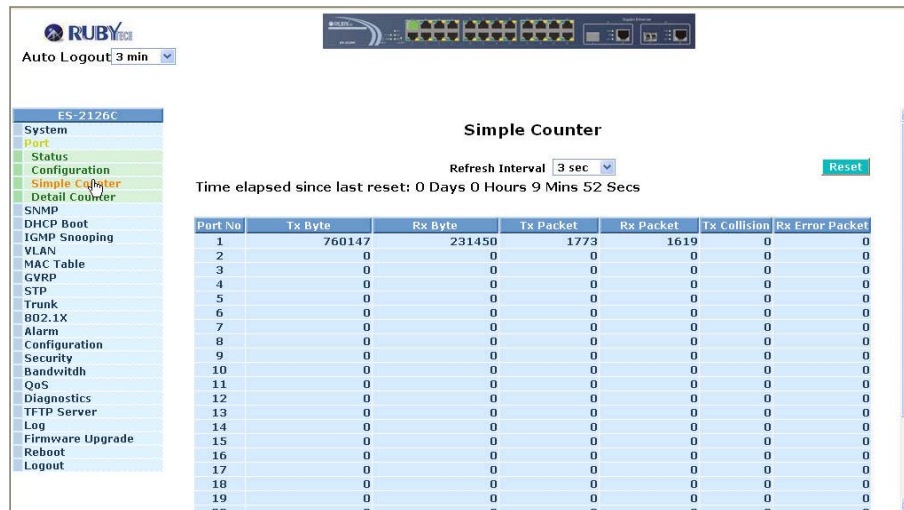 RUBYTECH
Auto Logout 3 min
ES-2126C
System
Port
Status
Configuration
Simple Counter
Detail Counter
SNMP
DHCP Boot
IGMP Snooping
VLAN
MAC Table
GVRP
STP
Trunk
802.1X
Alarm
Configuration
Security
Bandwitdh
QoS
Diagnostics
TFTP Server
Log
Firmware Upgrade
Reboot
Logout
Simple Counter
Refresh Interval 3 sec
Reset
Time elapsed since last reset: 0 Days 0 Hours 9 Mins 52 Secs
Port No Tx Byte Rx Byte Tx Packet Rx Packet Tx Collision Rx Error Packet
1 760147 231450 1773 1619 0 0
2 0 0 0 0 0 0
3 0 0 0 0 0 0
4 0 0 0 0 0 0
5 0 0 0 0 0 0
6 0 0 0 0 0 0
7 0 0 0 0 0 0
8 0 0 0 0 0 0
9 0 0 0 0 0 0
10 0 0 0 0 0 0
11 0 0 0 0 0 0
12 0 0 0 0 0 0
13 0 0 0 0 0 0
14 0 0 0 0 0 0
15 0 0 0 0 0 0
16 0 0 0 0 0 0
17 0 0 0 0 0 0
18 0 0 0 0 0 0
19 0 0 0 0 0 0